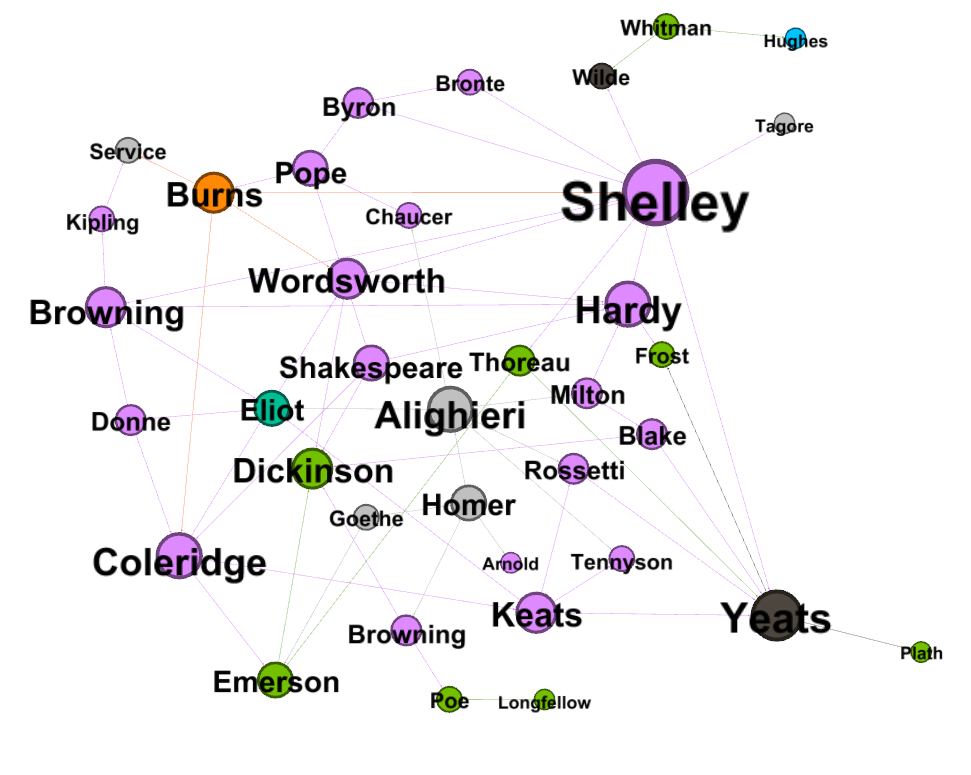 Whitman
Hughes
Wilde
Bronte
Byron
Tagore
Service
Pope
Burns
Shelley
Chaucer
Kipling
Wordsworth
Browning
Hardy
Frost
Thoreau
Shakespeare
Milton
Eliot
Alighieri
Donne
Blake
Dickinson
Rossetti
Homer
Goethe
Coleridge
Arnold
Tennyson
Keats
Yeats
Browning
Plath
Emerson
Poe
Longfellow